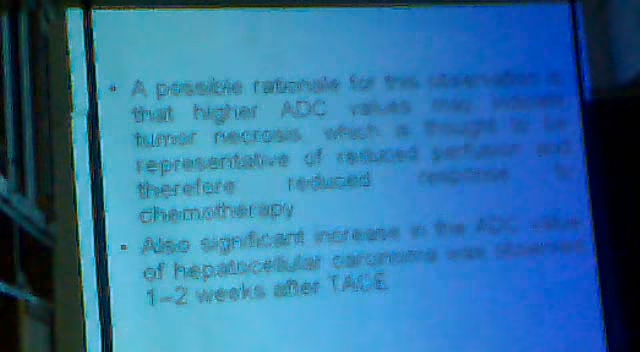 • A possible rationale for this observation is
that higher ADC values may indicate
tumor necrosis, which is thought to be
representative of reduced perfusion and
therefore reduced response to
chemotherapy
• Also significant increase in the ADC value
of hepatocellular carcinoma was observed
1–2 weeks after TACE